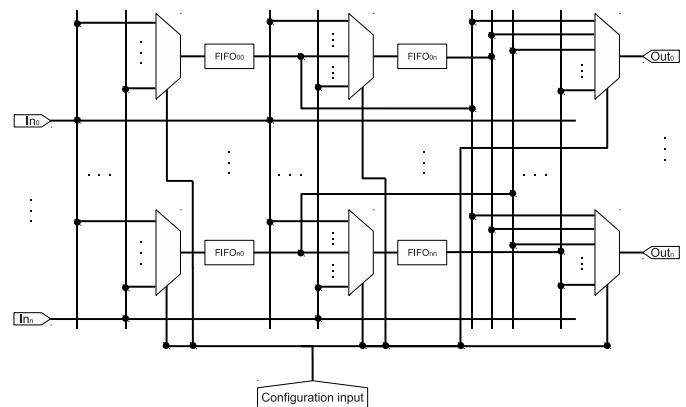 FIFO00
FIFO0n
Out0
In0
FIFOn0
FIFOnn
Outn
Inn
Configuration input